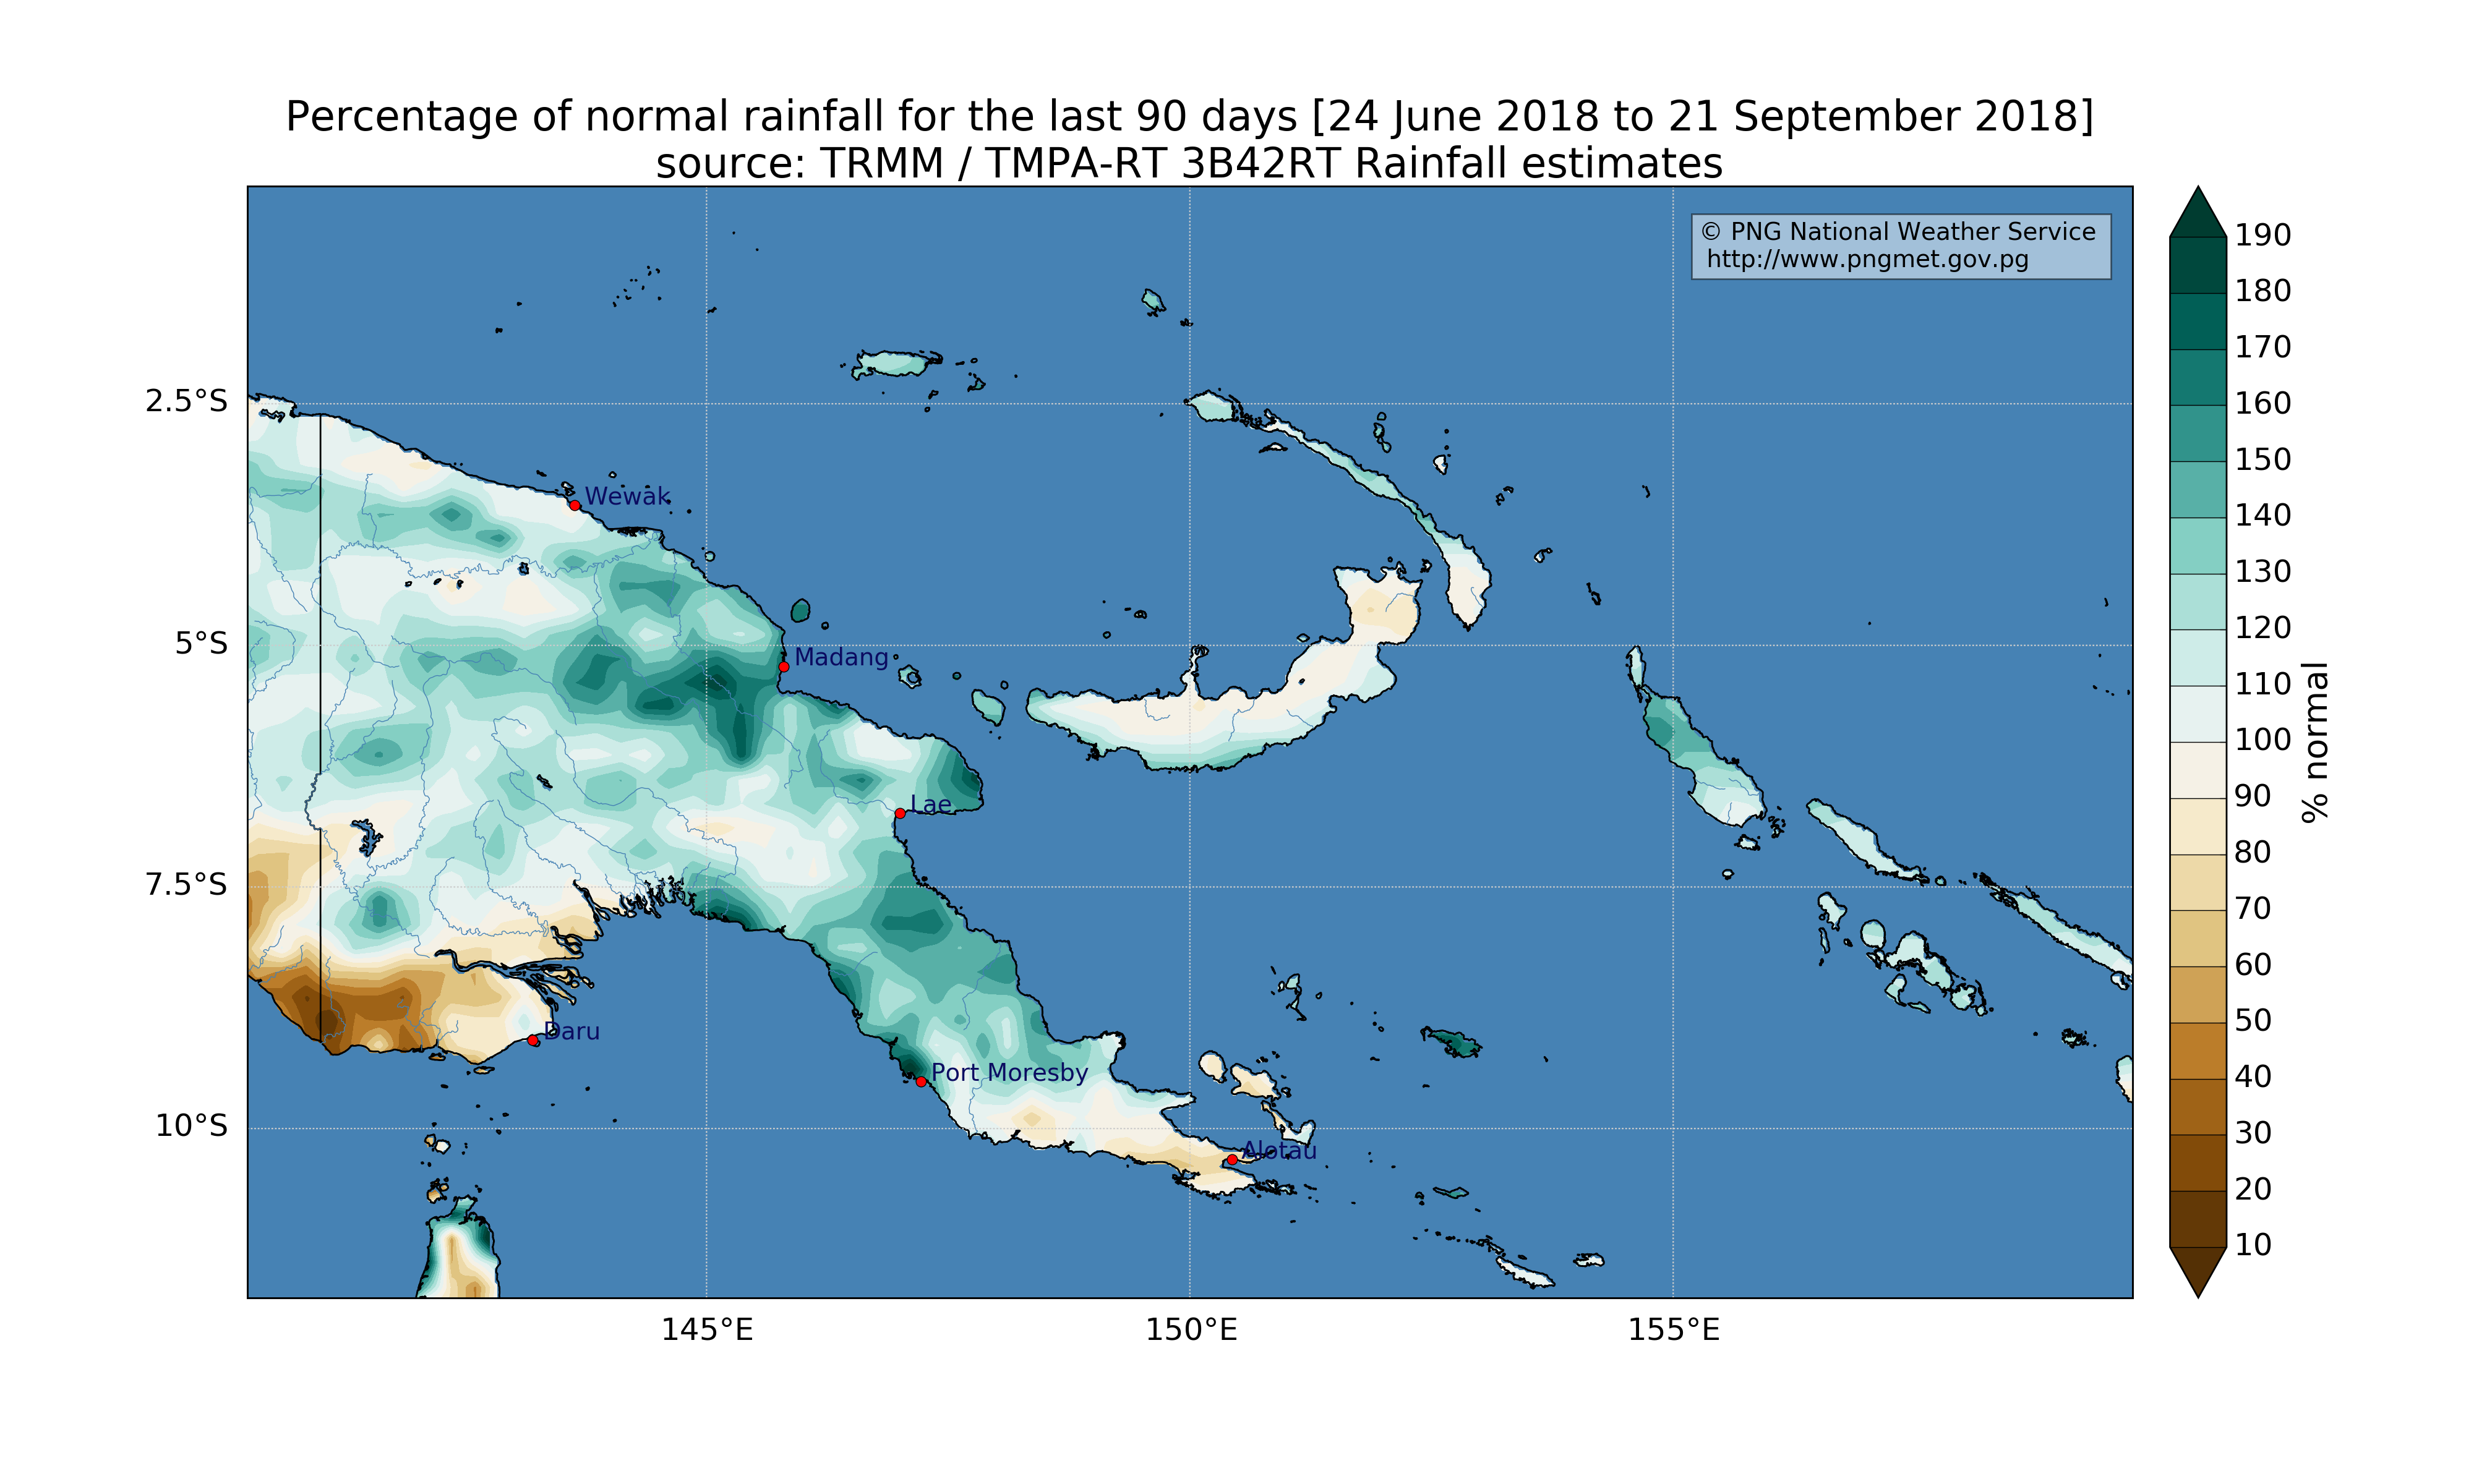 Percentage of normal rainfall for the last 90 days [24 June 2018 to 21 September 2018]
source: TRMM / TMPA-RT 3B42RT Rainfall estimates
© PNG National Weather Service
http://www.pngmet.gov.pg
2.5°S
5°S
7.5°S
10°S
Wewak
Madang
Lae
Daru
Port Moresby
Alotau
145°E
150°E
155°E
190
180
170
160
150
140
130
120
110
100
90
80
70
60
50
40
30
20
10
% normal